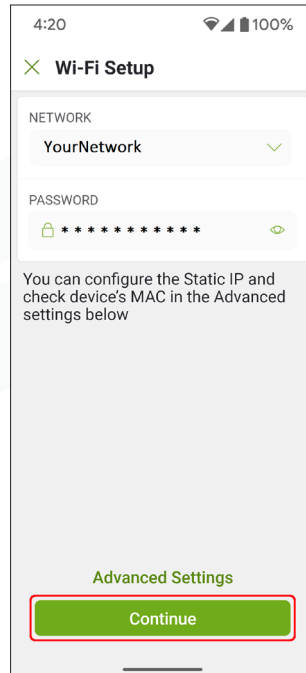 4:20 100%
Wi-Fi Setup
NETWORK
YourNetwork
PASSWORD
* * * * * * * * * * *
You can configure the Static IP and
check device's MAC in the Advanced
settings below
Advanced Settings
Continue